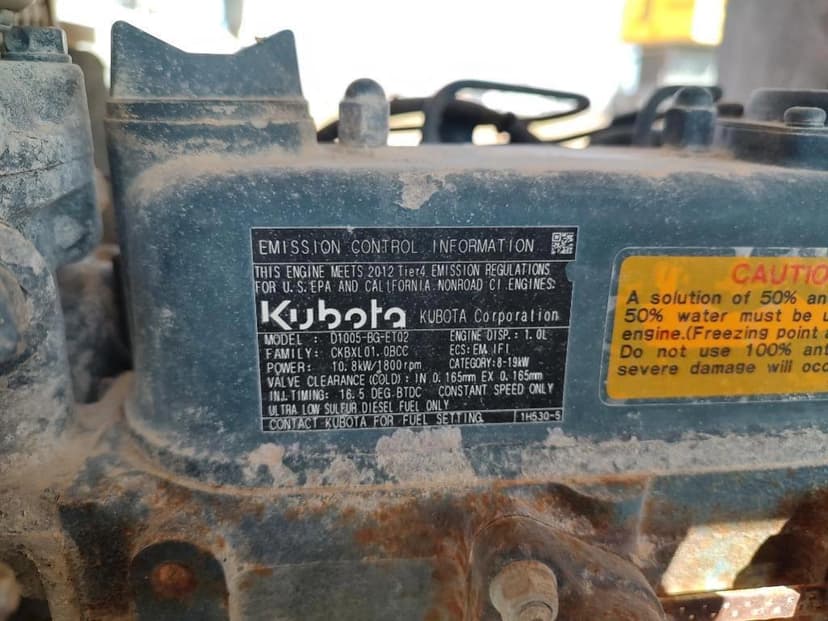 EMISSION CONTROL INFORMATION
THIS ENGINE MEETS 2012 Tier4 EMISSION REGULATIONS
FOR U.S. EPA AND CALIFORNIA NONROAD CI ENGINES:
Kubota KUBOTA Corporation
MODEL: D1005-BG-ET02 ENGINE DISP.: 1.0L
FAMILY: CKBXL01.0BCC ECS: EM, IFI
POWER: 10.8kW/1800rpm CATEGORY: 8-19kW
VALVE CLEARANCE (COLD): IN 0.165mm EX 0.165mm
INJ. TIMING: 16.5 DEG.BTDC CONSTANT SPEED ONLY
ULTRA LOW SULFUR DIESEL FUEL ONLY
CONTACT KUBOTA FOR FUEL SETTING. 1H530-5
CAUTIO
A solution of 50% an
50% water must be u
engine.(Freezing point a
Do not use 100% ant
severe damage will occ